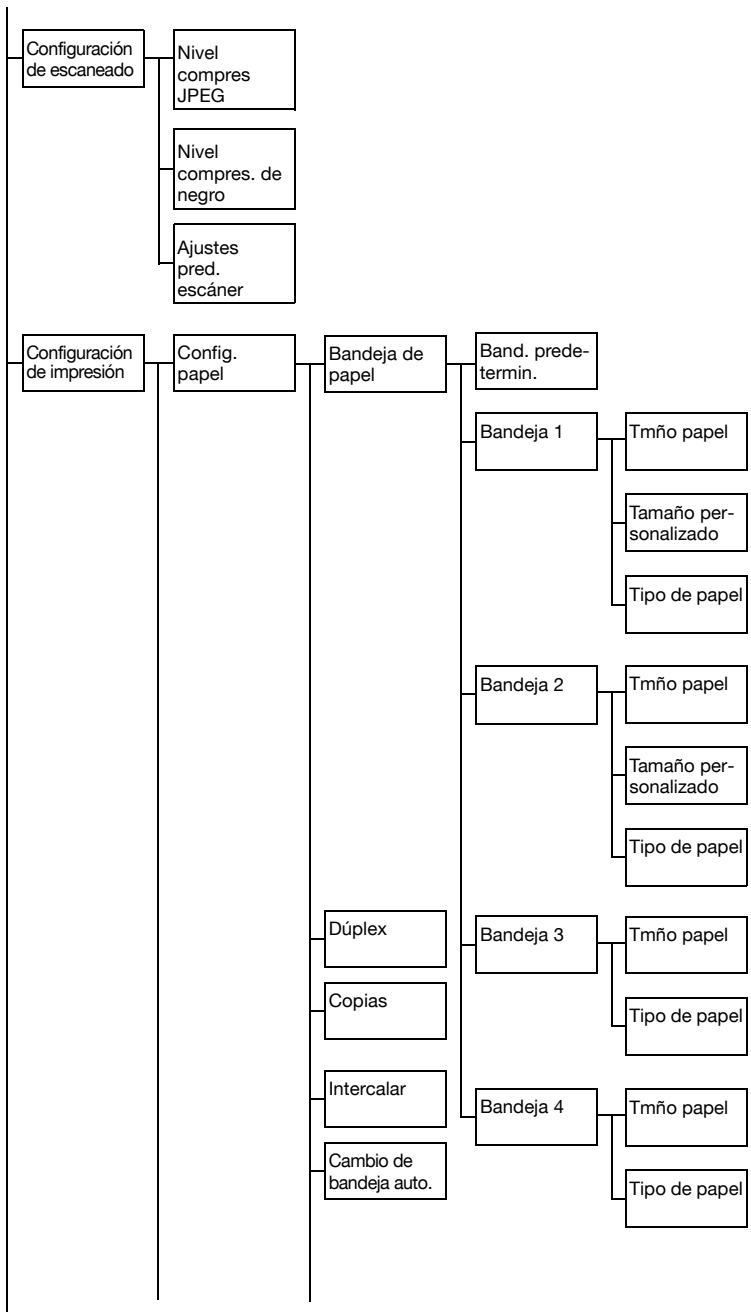 Configuración
de escaneado
Nivel
compres
JPEG
Nivel
compres. de
negro
Ajustes
pred.
escáner
Configuración
de impresión
Config.
papel
Bandeja de
papel
Band. prede-
termin.
Bandeja 1
Tmño papel
Tamaño per-
sonalizado
Tipo de papel
Bandeja 2
Tmño papel
Tamaño per-
sonalizado
Tipo de papel
Dúplex
Bandeja 3
Tmño papel
Copias
Tipo de papel
Intercalar
Bandeja 4
Tmño papel
Cambio de
bandeja auto.
Tipo de papel